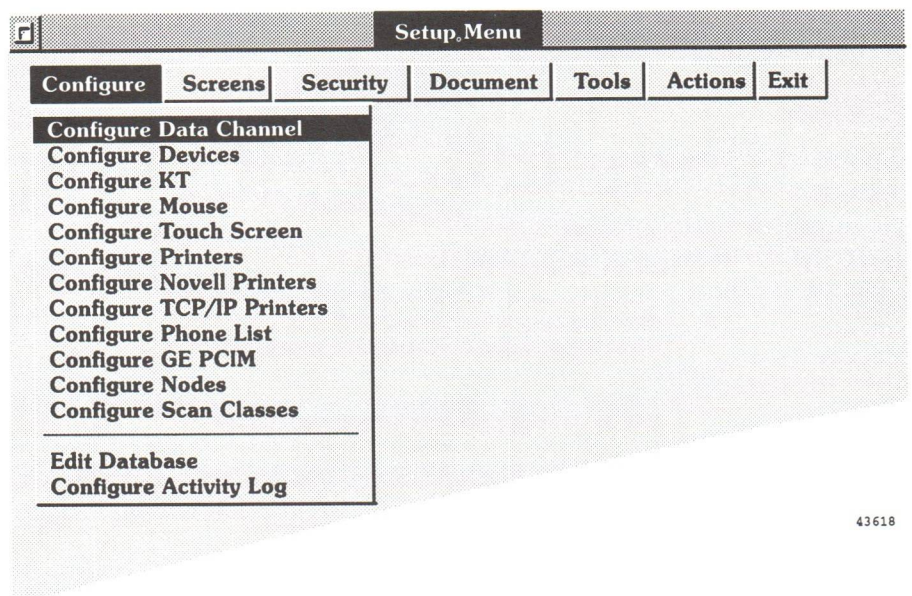 Setup Menu
Configure Screens Security Document Tools Actions Exit
Configure Data Channel
Configure Devices
Configure KT
Configure Mouse
Configure Touch Screen
Configure Printers
Configure Novell Printers
Configure TCP/IP Printers
Configure Phone List
Configure GE PCIM
Configure Nodes
Configure Scan Classes
Edit Database
Configure Activity Log
43618